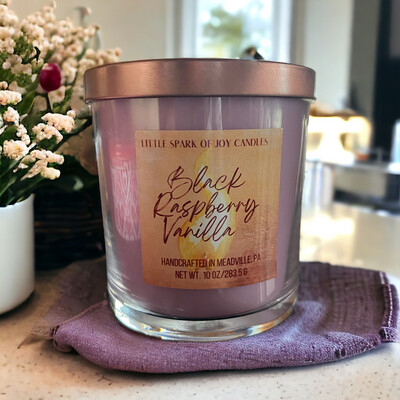 LITTLE SPARK OF JOY CANDLES
Black
Raspberry
Vanilla
HANDCRAFTED IN MEADVILLE, PA
NET WT. 10 OZ/283.5 G